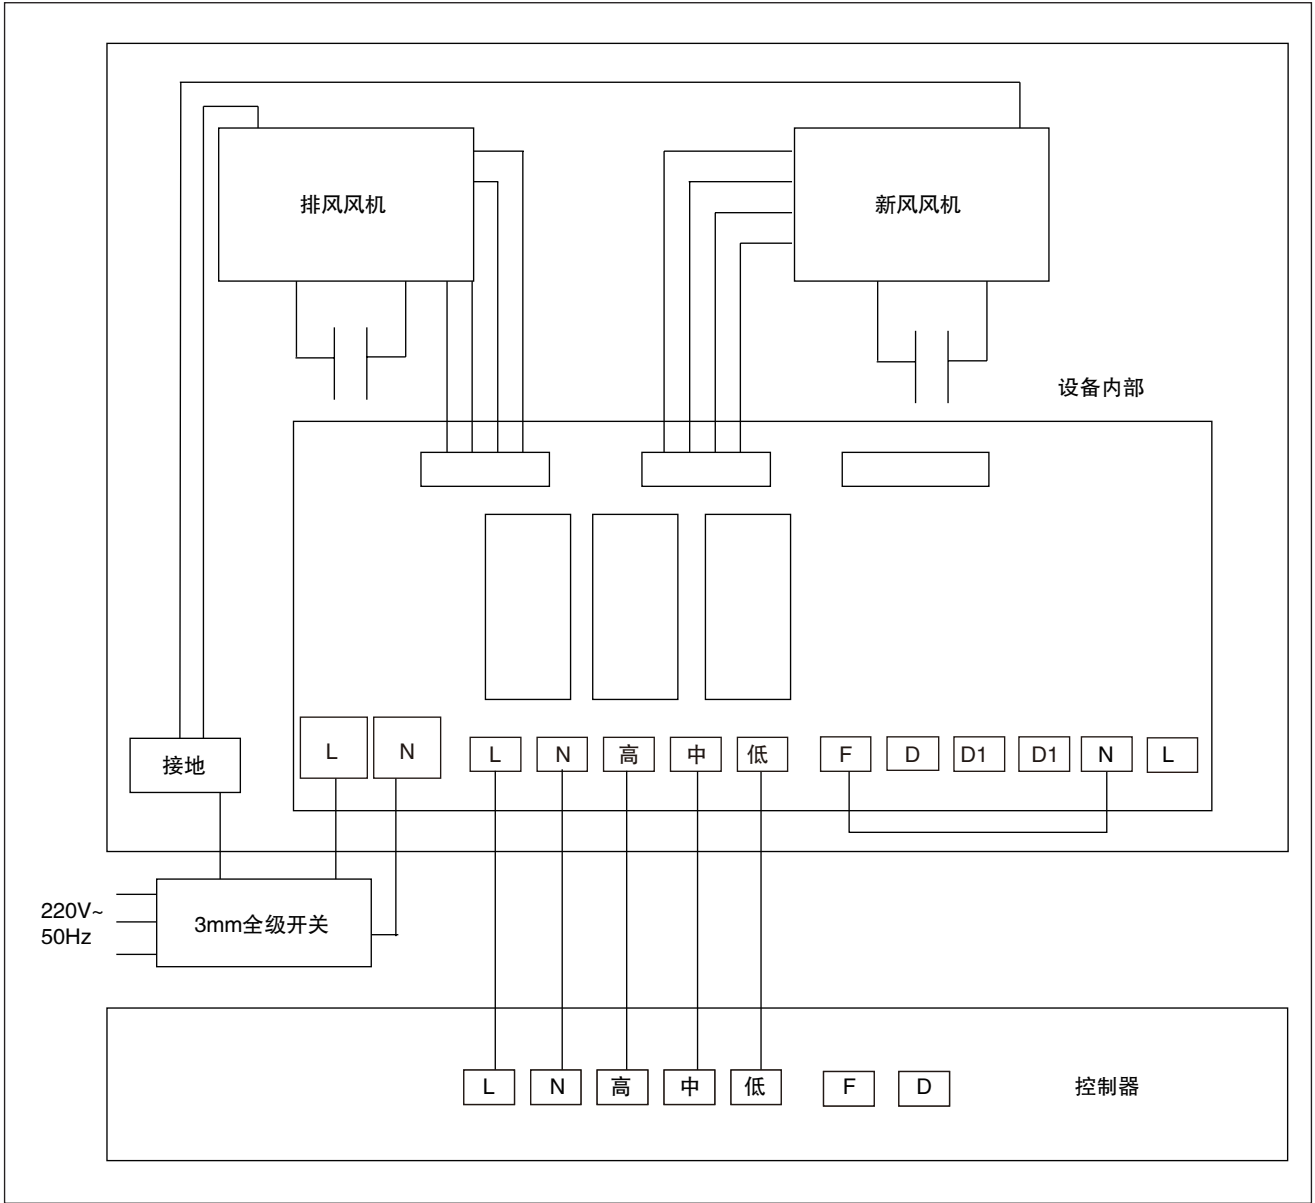 排风风机
新风风机
设备内部
L N
L N 高 中 低 F D D1 D1 N L
接地
220V~
50Hz
3mm全级开关
L N 高 中 低 F D
控制器